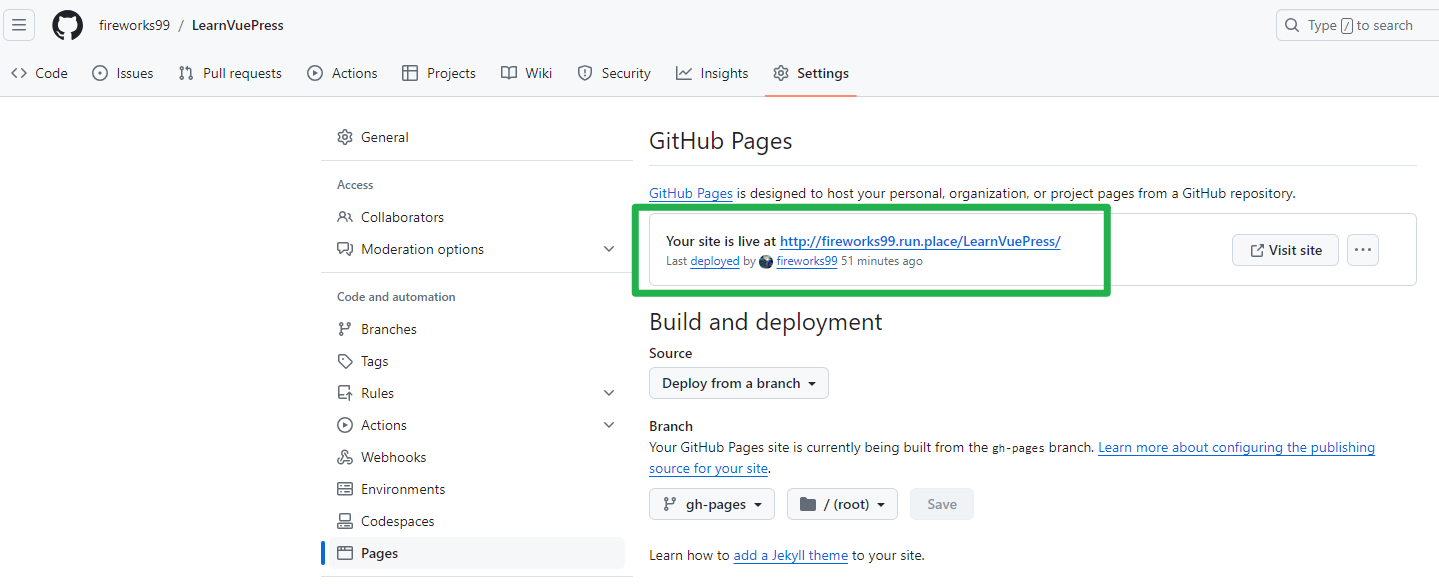 fireworks99 / LearnVuePress
Type / to search
Code Issues Pull requests Actions Projects Wiki Security Insights Settings
General
Access
Collaborators
Moderation options
Code and automation
Branches
Tags
Rules
Actions
Webhooks
Environments
Codespaces
Pages
GitHub Pages
GitHub Pages is designed to host your personal, organization, or project pages from a GitHub repository.
Your site is live at http://fireworks99.run.place/LearnVuePress/
Last deployed by fireworks99 51 minutes ago
Visit site
Build and deployment
Source
Deploy from a branch
Branch
Your GitHub Pages site is currently being built from the gh-pages branch. Learn more about configuring the publishing
source for your site.
gh-pages / (root) Save
Learn how to add a Jekyll theme to your site.